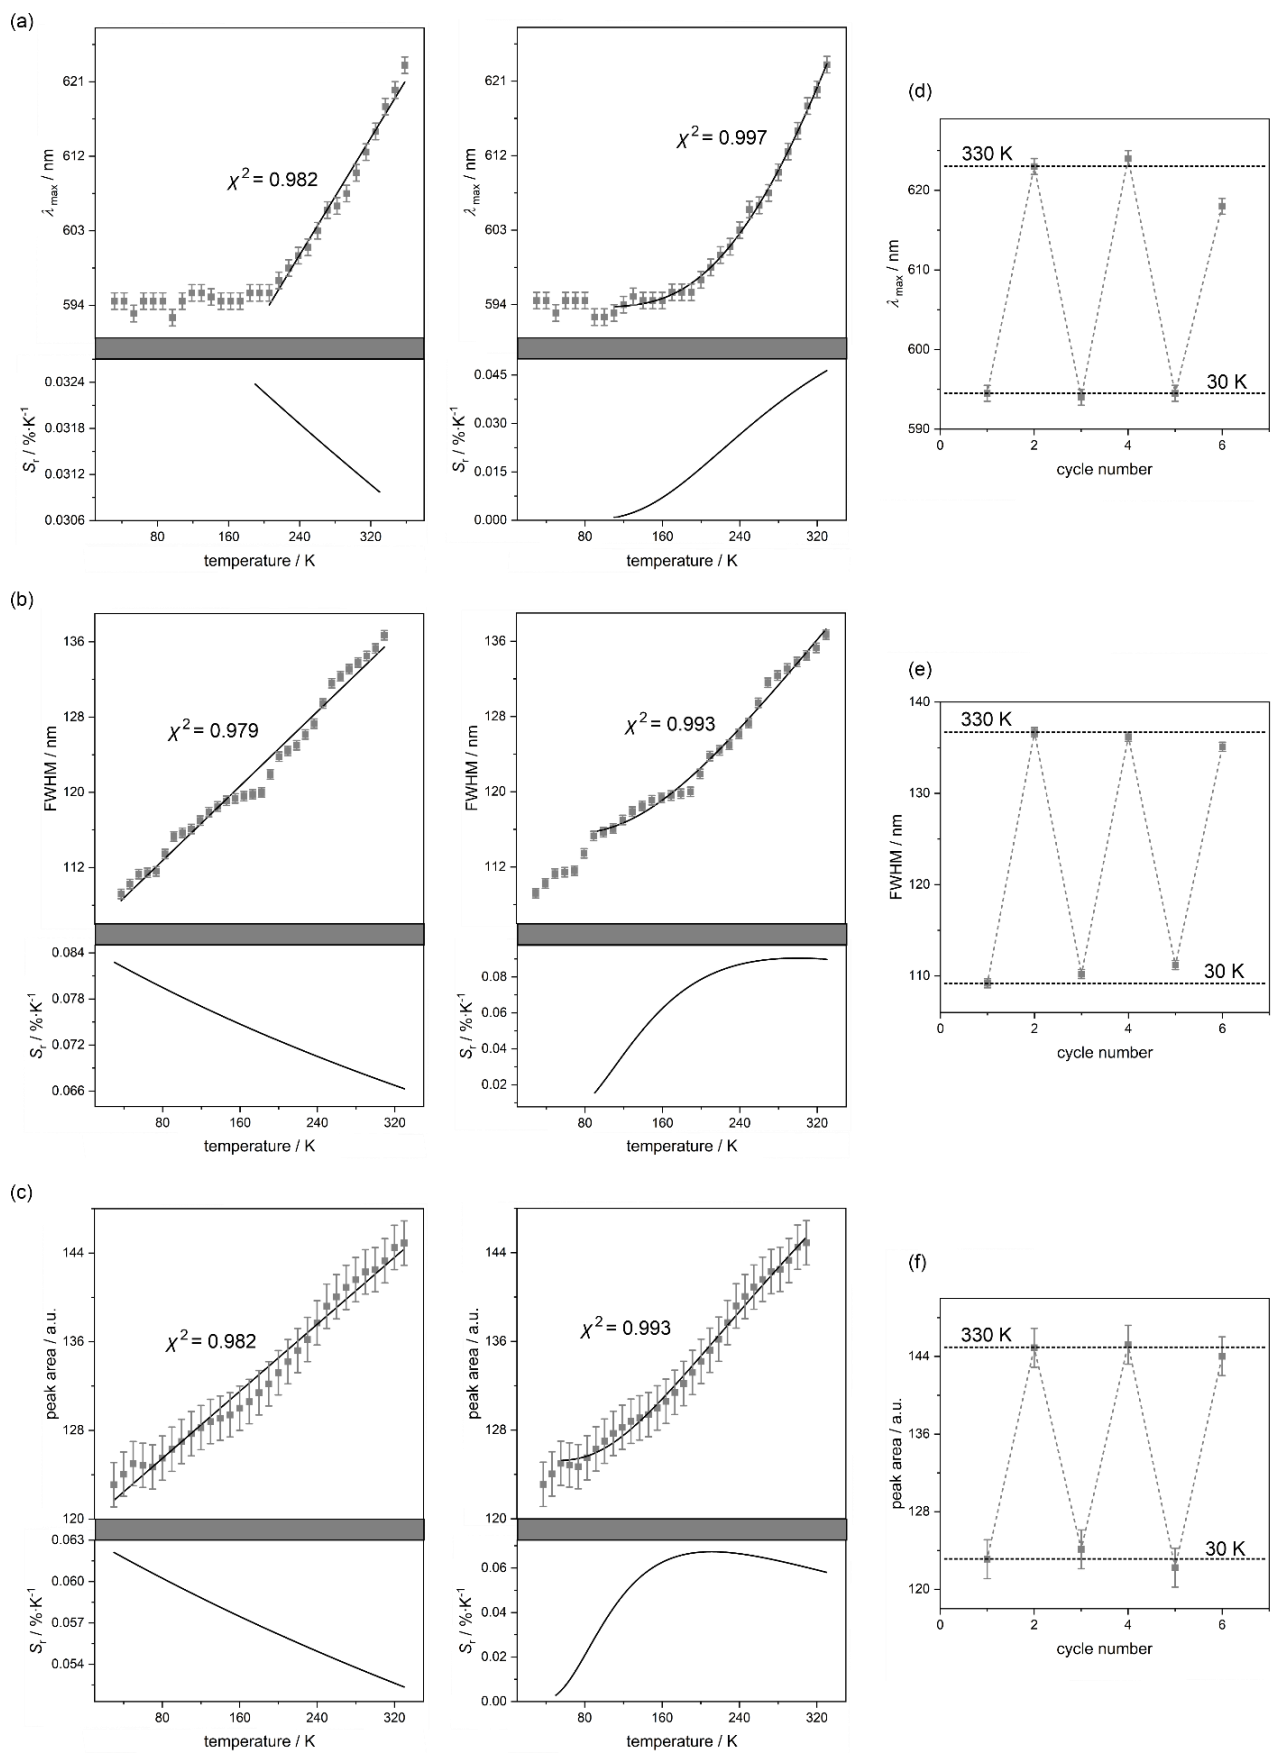 (a)
621
612
603
594
λmax / nm
χ² = 0.982
0.0324
0.0318
0.0312
0.0306
Sr / %·K⁻¹
80 160 240 320
temperature / K
621
612
603
594
λmax / nm
χ² = 0.997
0.045
0.030
0.015
0.000
Sr / %·K⁻¹
80 160 240 320
temperature / K
(d)
330 K
30 K
620
610
600
590
λmax / nm
0 2 4 6
cycle number
(b)
136
128
120
112
FWHM / nm
χ² = 0.979
0.084
0.078
0.072
0.066
Sr / %·K⁻¹
80 160 240 320
temperature / K
136
128
120
112
FWHM / nm
χ² = 0.993
0.08
0.06
0.04
0.02
Sr / %·K⁻¹
80 160 240 320
temperature / K
(e)
140
330 K
130
120
110
30 K
FWHM / nm
0 2 4 6
cycle number
(c)
144
136
128
120
peak area / a.u.
χ² = 0.982
0.063
0.060
0.057
0.054
Sr / %·K⁻¹
80 160 240 320
temperature / K
144
136
128
120
peak area / a.u.
χ² = 0.993
0.06
0.04
0.02
0.00
Sr / %·K⁻¹
80 160 240 320
temperature / K
(f)
330 K
144
136
128
120
30 K
peak area / a.u.
0 2 4 6
cycle number